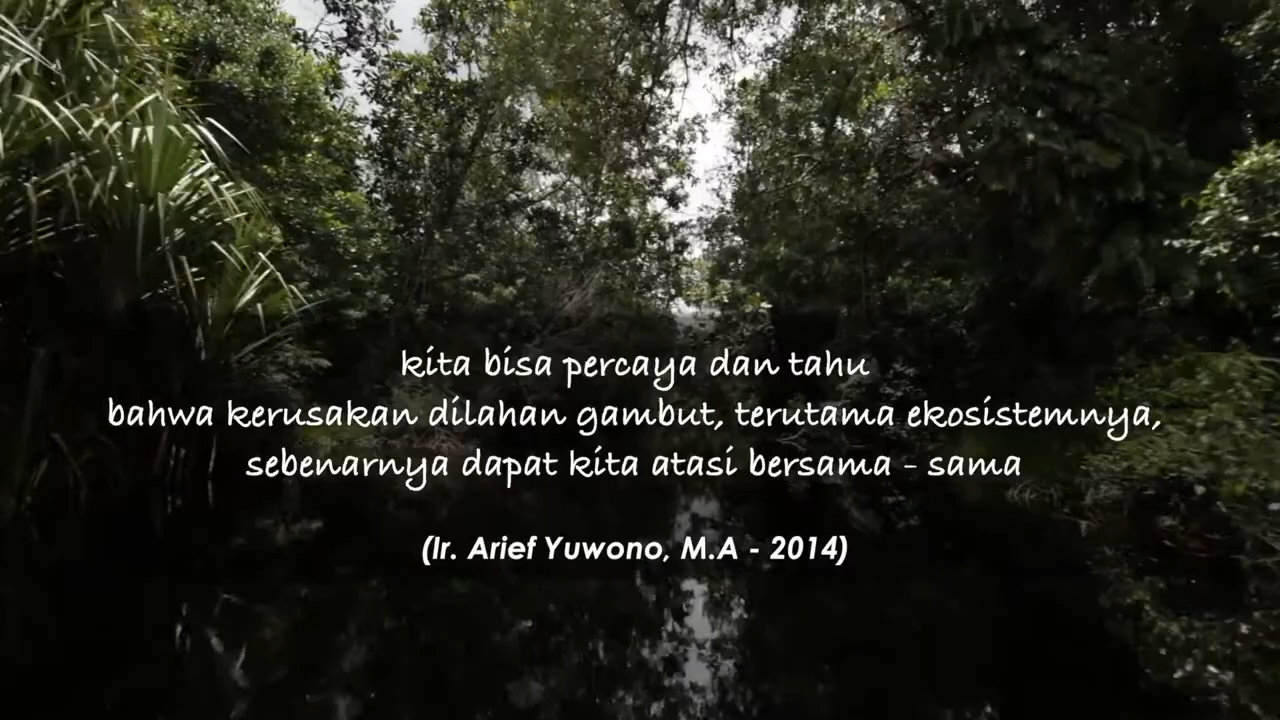 kita bisa percaya dan tahu
bahwa kerusakan dilahan gambut, terutama ekosistemnya,
sebenarnya dapat kita atasi bersama - sama
(Ir. Arief Yuwono, M.A - 2014)